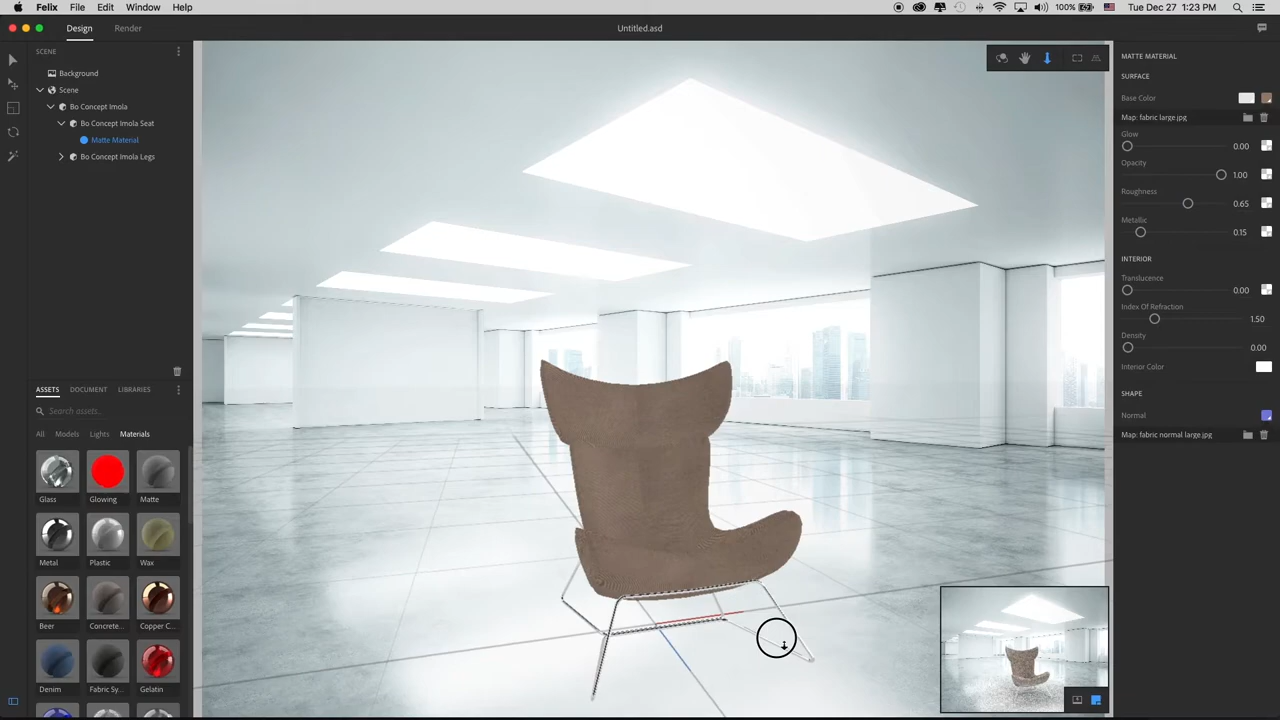 Felix File Edit Window Help
100% Tue Dec 27 1:23 PM
Design Render
Untitled.asd
SCENE
Background
Scene
Bo Concept Imola
Bo Concept Imola Seat
Matte Material
Bo Concept Imola Legs
ASSETS DOCUMENT LIBRARIES
Search assets..
All Models Lights Materials
Glass Glowing Matte
Metal Plastic Wax
Beer Concrete... Copper C...
Denim Fabric Sy... Gelatin
MATTE MATERIAL
SURFACE
Base Color
Map: fabric large.jpg
Glow
0.00
Opacity
1.00
Roughness
0.65
Metallic
0.15
INTERIOR
Translucence
0.00
Index Of Refraction
1.50
Density
0.00
Interior Color
SHAPE
Normal
Map: fabric normal large.jpg